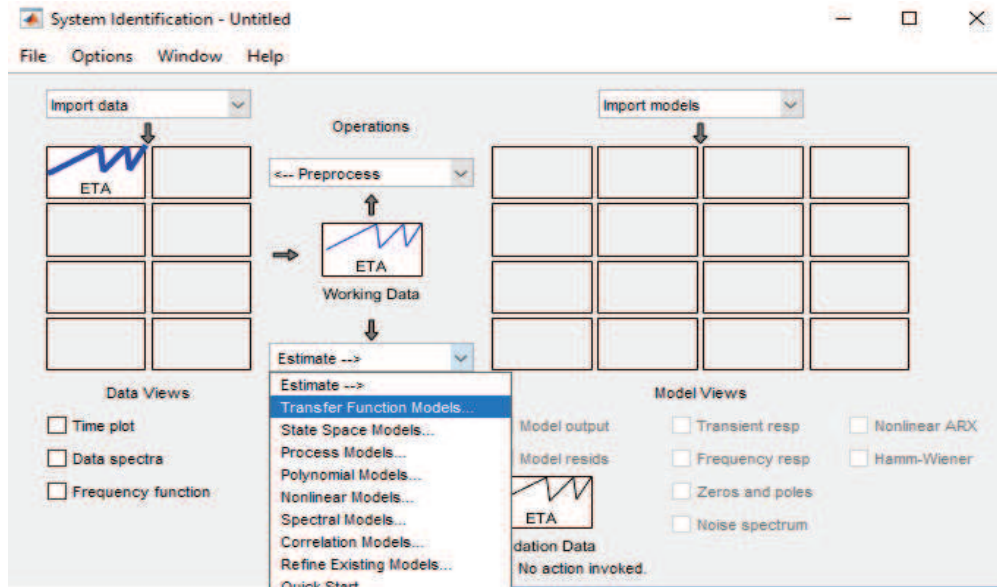 System Identification - Untitled
File Options Window Help
Import data
Import models
Operations
<-- Preprocess
ETA
ETA
Working Data
Estimate -->
Estimate -->
Transfer Function Models...
State Space Models...
Process Models...
Polynomial Models...
Nonlinear Models...
Spectral Models...
Correlation Models...
Refine Existing Models...
Quick Start
Data Views
Time plot
Data spectra
Frequency function
Model Views
Model output
Transient resp
Nonlinear ARX
Model resids
Frequency resp
Hamm-Wiener
Zeros and poles
ETA
Noise spectrum
dation Data
No action invoked.